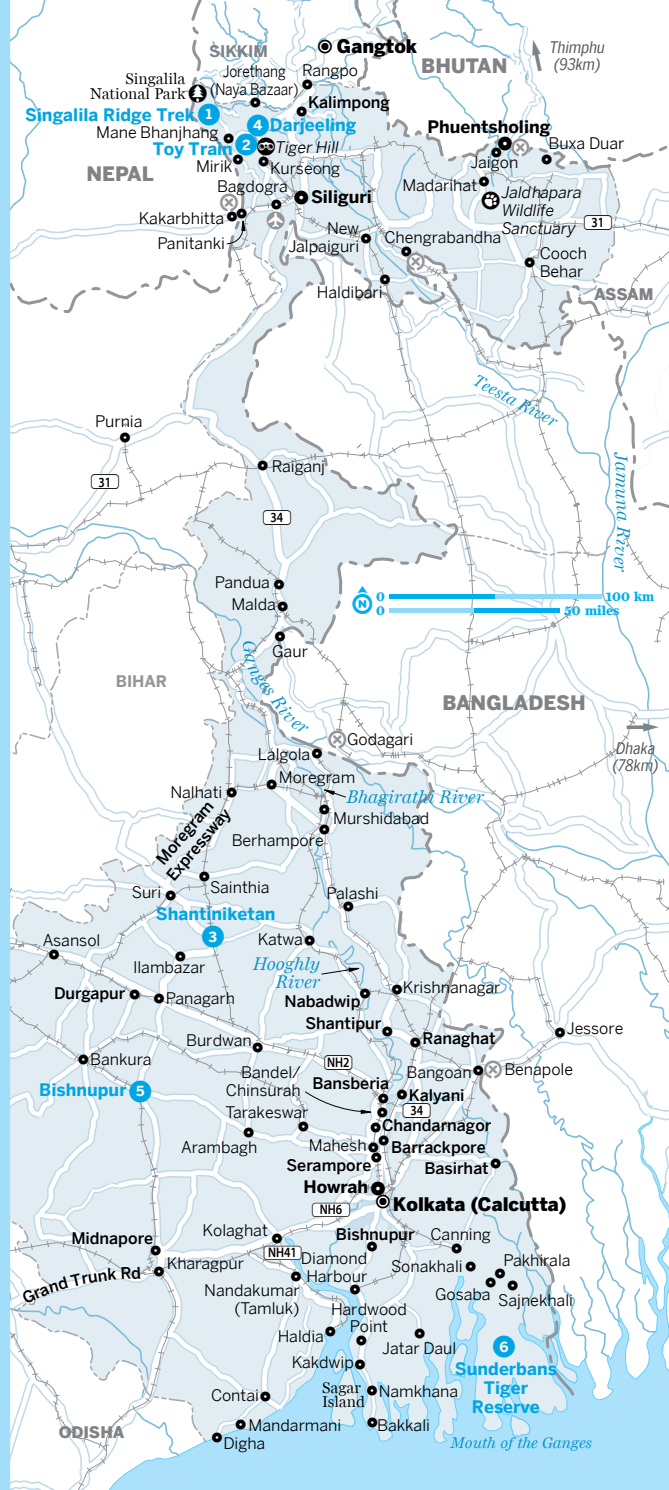 SIKKIM
Gangtok
BHUTAN
Thimphu
(93km)
Singalila
National Park
Jorethang
(Naya Bazaar)
Rangpo
Kalimpong
Singalila Ridge Trek
1
4
Darjeeling
Mane Bhanjhang
Toy Train
2
Tiger Hill
Phuentsholing
Buxa Duar
Jaigon
NEPAL
Mirik
Kurseong
Bagdogra
Siliguri
Madarihat
Jaldhapara
Wildlife
Sanctuary
31
Kakarbhitta
Panitanki
New
Jalpaiguri
Chengrabandha
Cooch
Behar
Haldibari
ASSAM
Teesta River
Purnia
31
Raiganj
Jamuna River
34
Pandua
Malda
N
0
100 km
0
50 miles
Gaur
Ganges River
BIHAR
BANGLADESH
Godagari
Dhaka
(78km)
Lalgola
Moregram
Nalhati
Bhagirathi River
Murshidabad
Moregram
Expressway
Berhampore
Sainthia
Suri
Palashi
Shantiniketan
3
Asansol
Katwa
Ilambazar
Hooghly
River
Durgapur
Panagarh
Nabadwip
Krishnanagar
Shantipur
Jessore
Burdwan
Ranaghat
Bankura
NH2
Bandel/
Chinsurah
Bangoan
Benapole
Bishnupur
5
Bansberia
Kalyani
34
Tarakeswar
Chandarnagor
Arambagh
Mahesh
Barrackpore
Serampore
Basirhat
Howrah
Kolkata (Calcutta)
NH6
Kolaghat
Bishnupur
Canning
Midnapore
NH41
Diamond
Harbour
Sonakhali
Pakhirala
Kharagpur
Grand Trunk Rd
Nandakumar
(Tamluk)
Gosaba
Sajnekhali
Hardwood
Point
Haldia
Jatar Daul
6
Sunderbans
Tiger
Reserve
Kakdwip
Sagar
Island
Namkhana
Contai
Mandarmani
Bakkali
ODISHA
Digha
Mouth of the Ganges